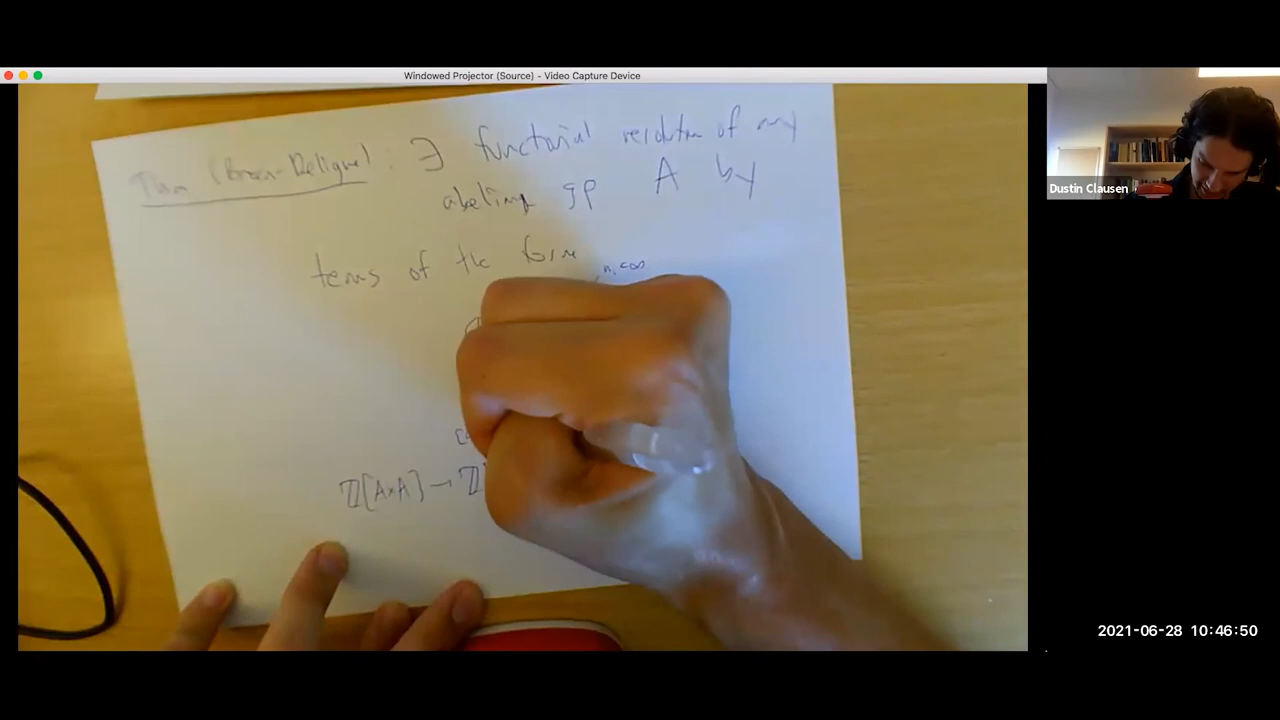 Windowed Projector (Source) - Video Capture Device
Thm (Breen-Deligne) : ∃ functorial resolution of any
abelian gp A by
terms of the form
Dustin Clausen
ℤ[A×A] → ℤ
2021-06-28 10:46:50